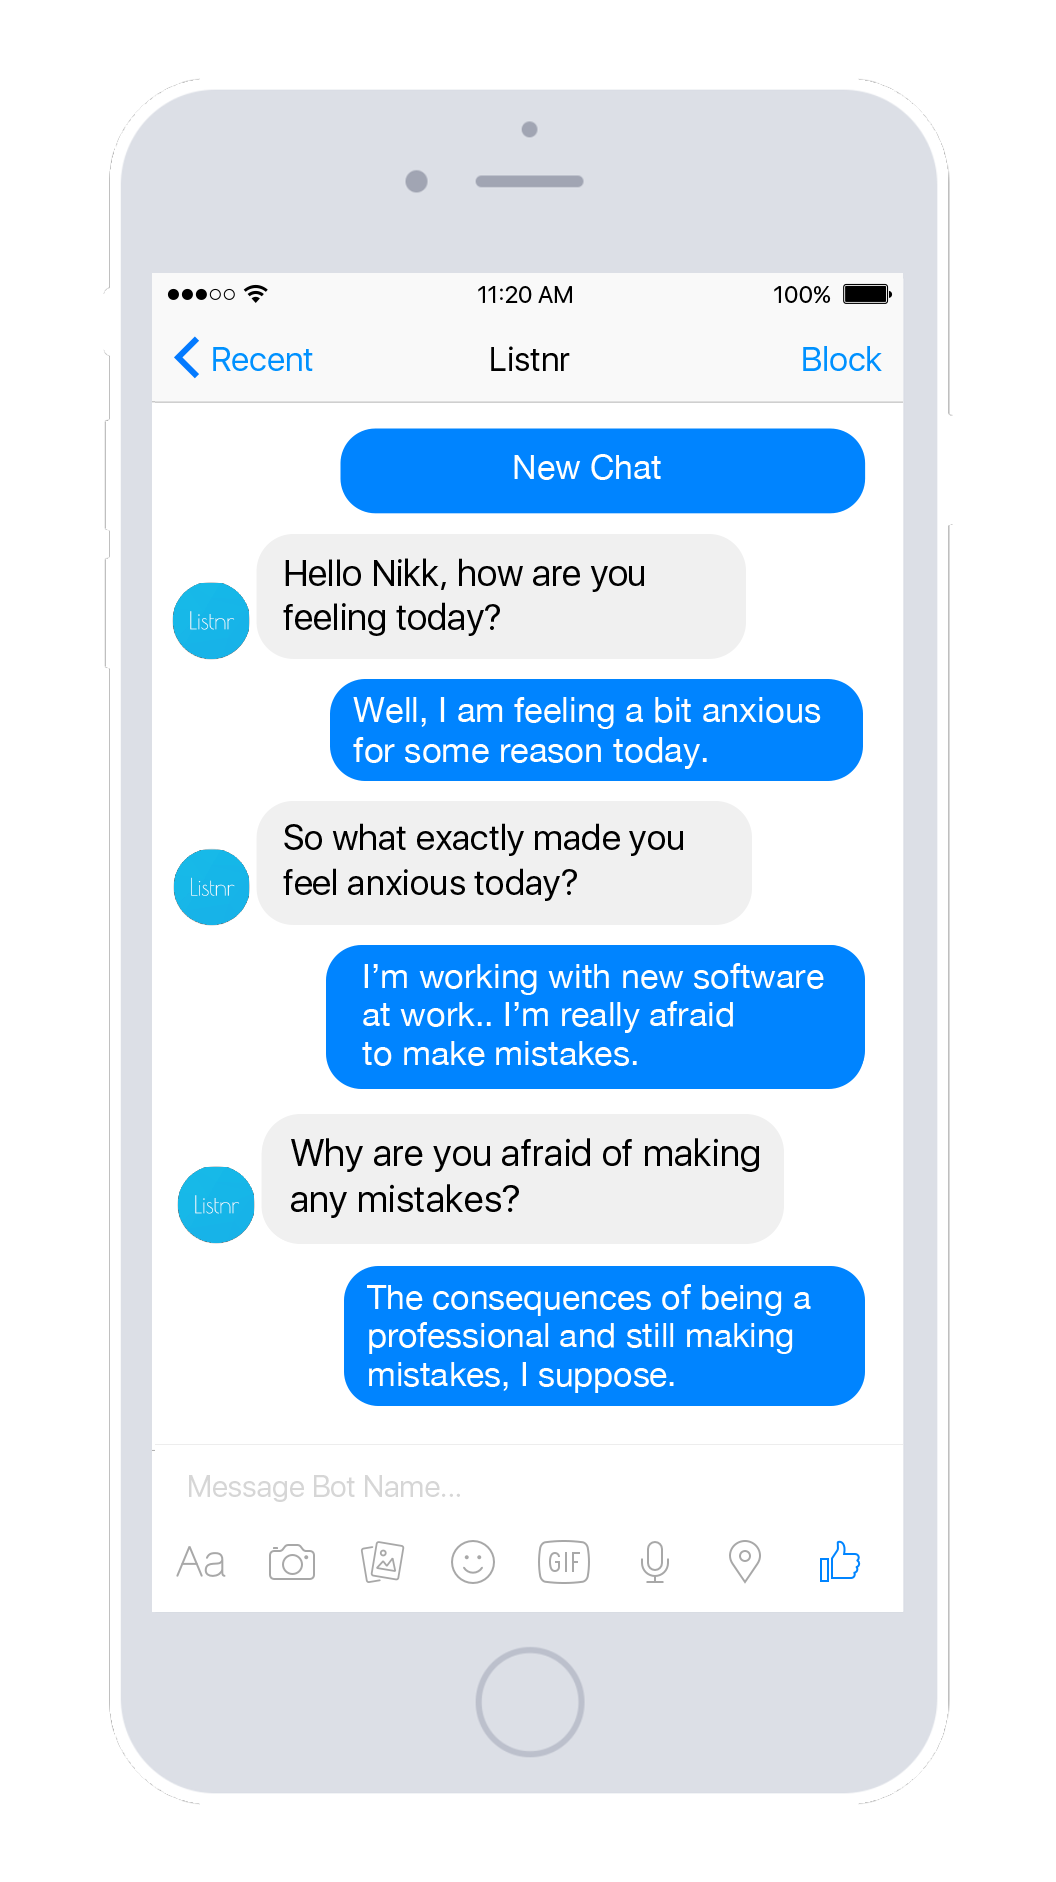 11:20 AM
100%
Recent
Listnr
Block
New Chat
Hello Nikk, how are you
feeling today?
Listnr
Well, I am feeling a bit anxious
for some reason today.
So what exactly made you
feel anxious today?
Listnr
I’m working with new software
at work.. I’m really afraid
to make mistakes.
Why are you afraid of making
any mistakes?
Listnr
The consequences of being a
professional and still making
mistakes, I suppose.
Message Bot Name...
Aa
GIF